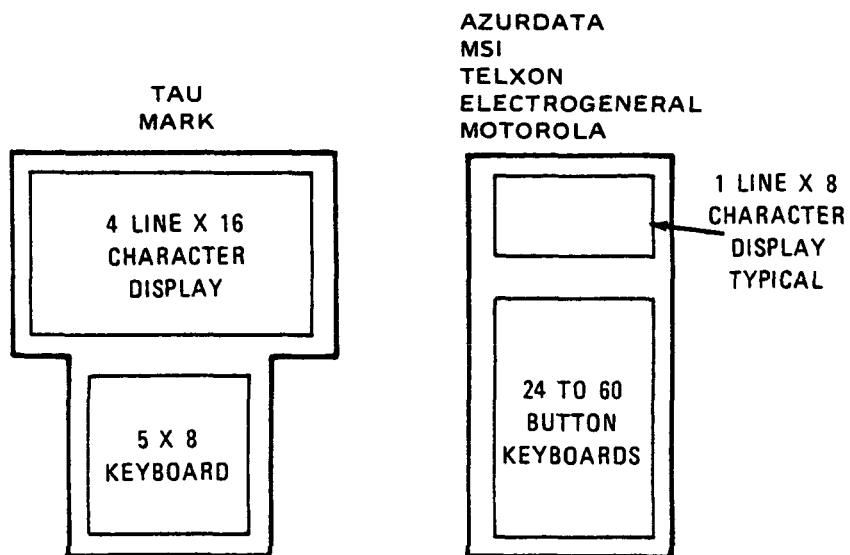 TAU
MARK
4 LINE X 16
CHARACTER
DISPLAY
5 X 8
KEYBOARD
AZURDATA
MSI
TELXON
ELECTROGENERAL
MOTOROLA
1 LINE X 8
CHARACTER
DISPLAY
TYPICAL
24 TO 60
BUTTON
KEYBOARDS